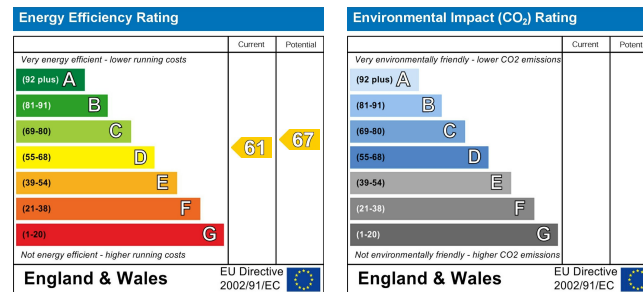 Energy Efficiency Rating
Current Potential
Very energy efficient - lower running costs
(92 plus) A
(81-91) B
(69-80) C
(55-68) D
(39-54) E
(21-38) F
(1-20) G
61
67
Not energy efficient - higher running costs
England & Wales
EU Directive
2002/91/EC
Environmental Impact (CO₂) Rating
Current Potent
Very environmentally friendly - lower CO2 emissions
(92 plus) A
(81-91) B
(69-80) C
(55-68) D
(39-54) E
(21-38) F
(1-20) G
Not environmentally friendly - higher CO2 emissions
England & Wales
EU Directive
2002/91/EC